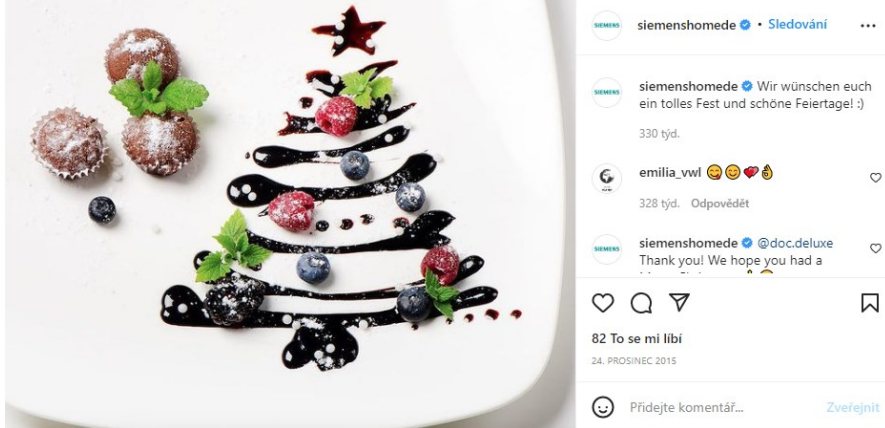 SIEMENS siemenshomede • Sledování
SIEMENS siemenshomede Wir wünschen euch
ein tolles Fest und schöne Feiertage! :)
330 týd.
emilia_vwl 😋😊💕👌
328 týd. Odpovědět
SIEMENS siemenshomede @doc.deluxe
Thank you! We hope you had a
82 To se mi líbí
24. PROSINEC 2015
Přidejte komentář... Zveřejnit